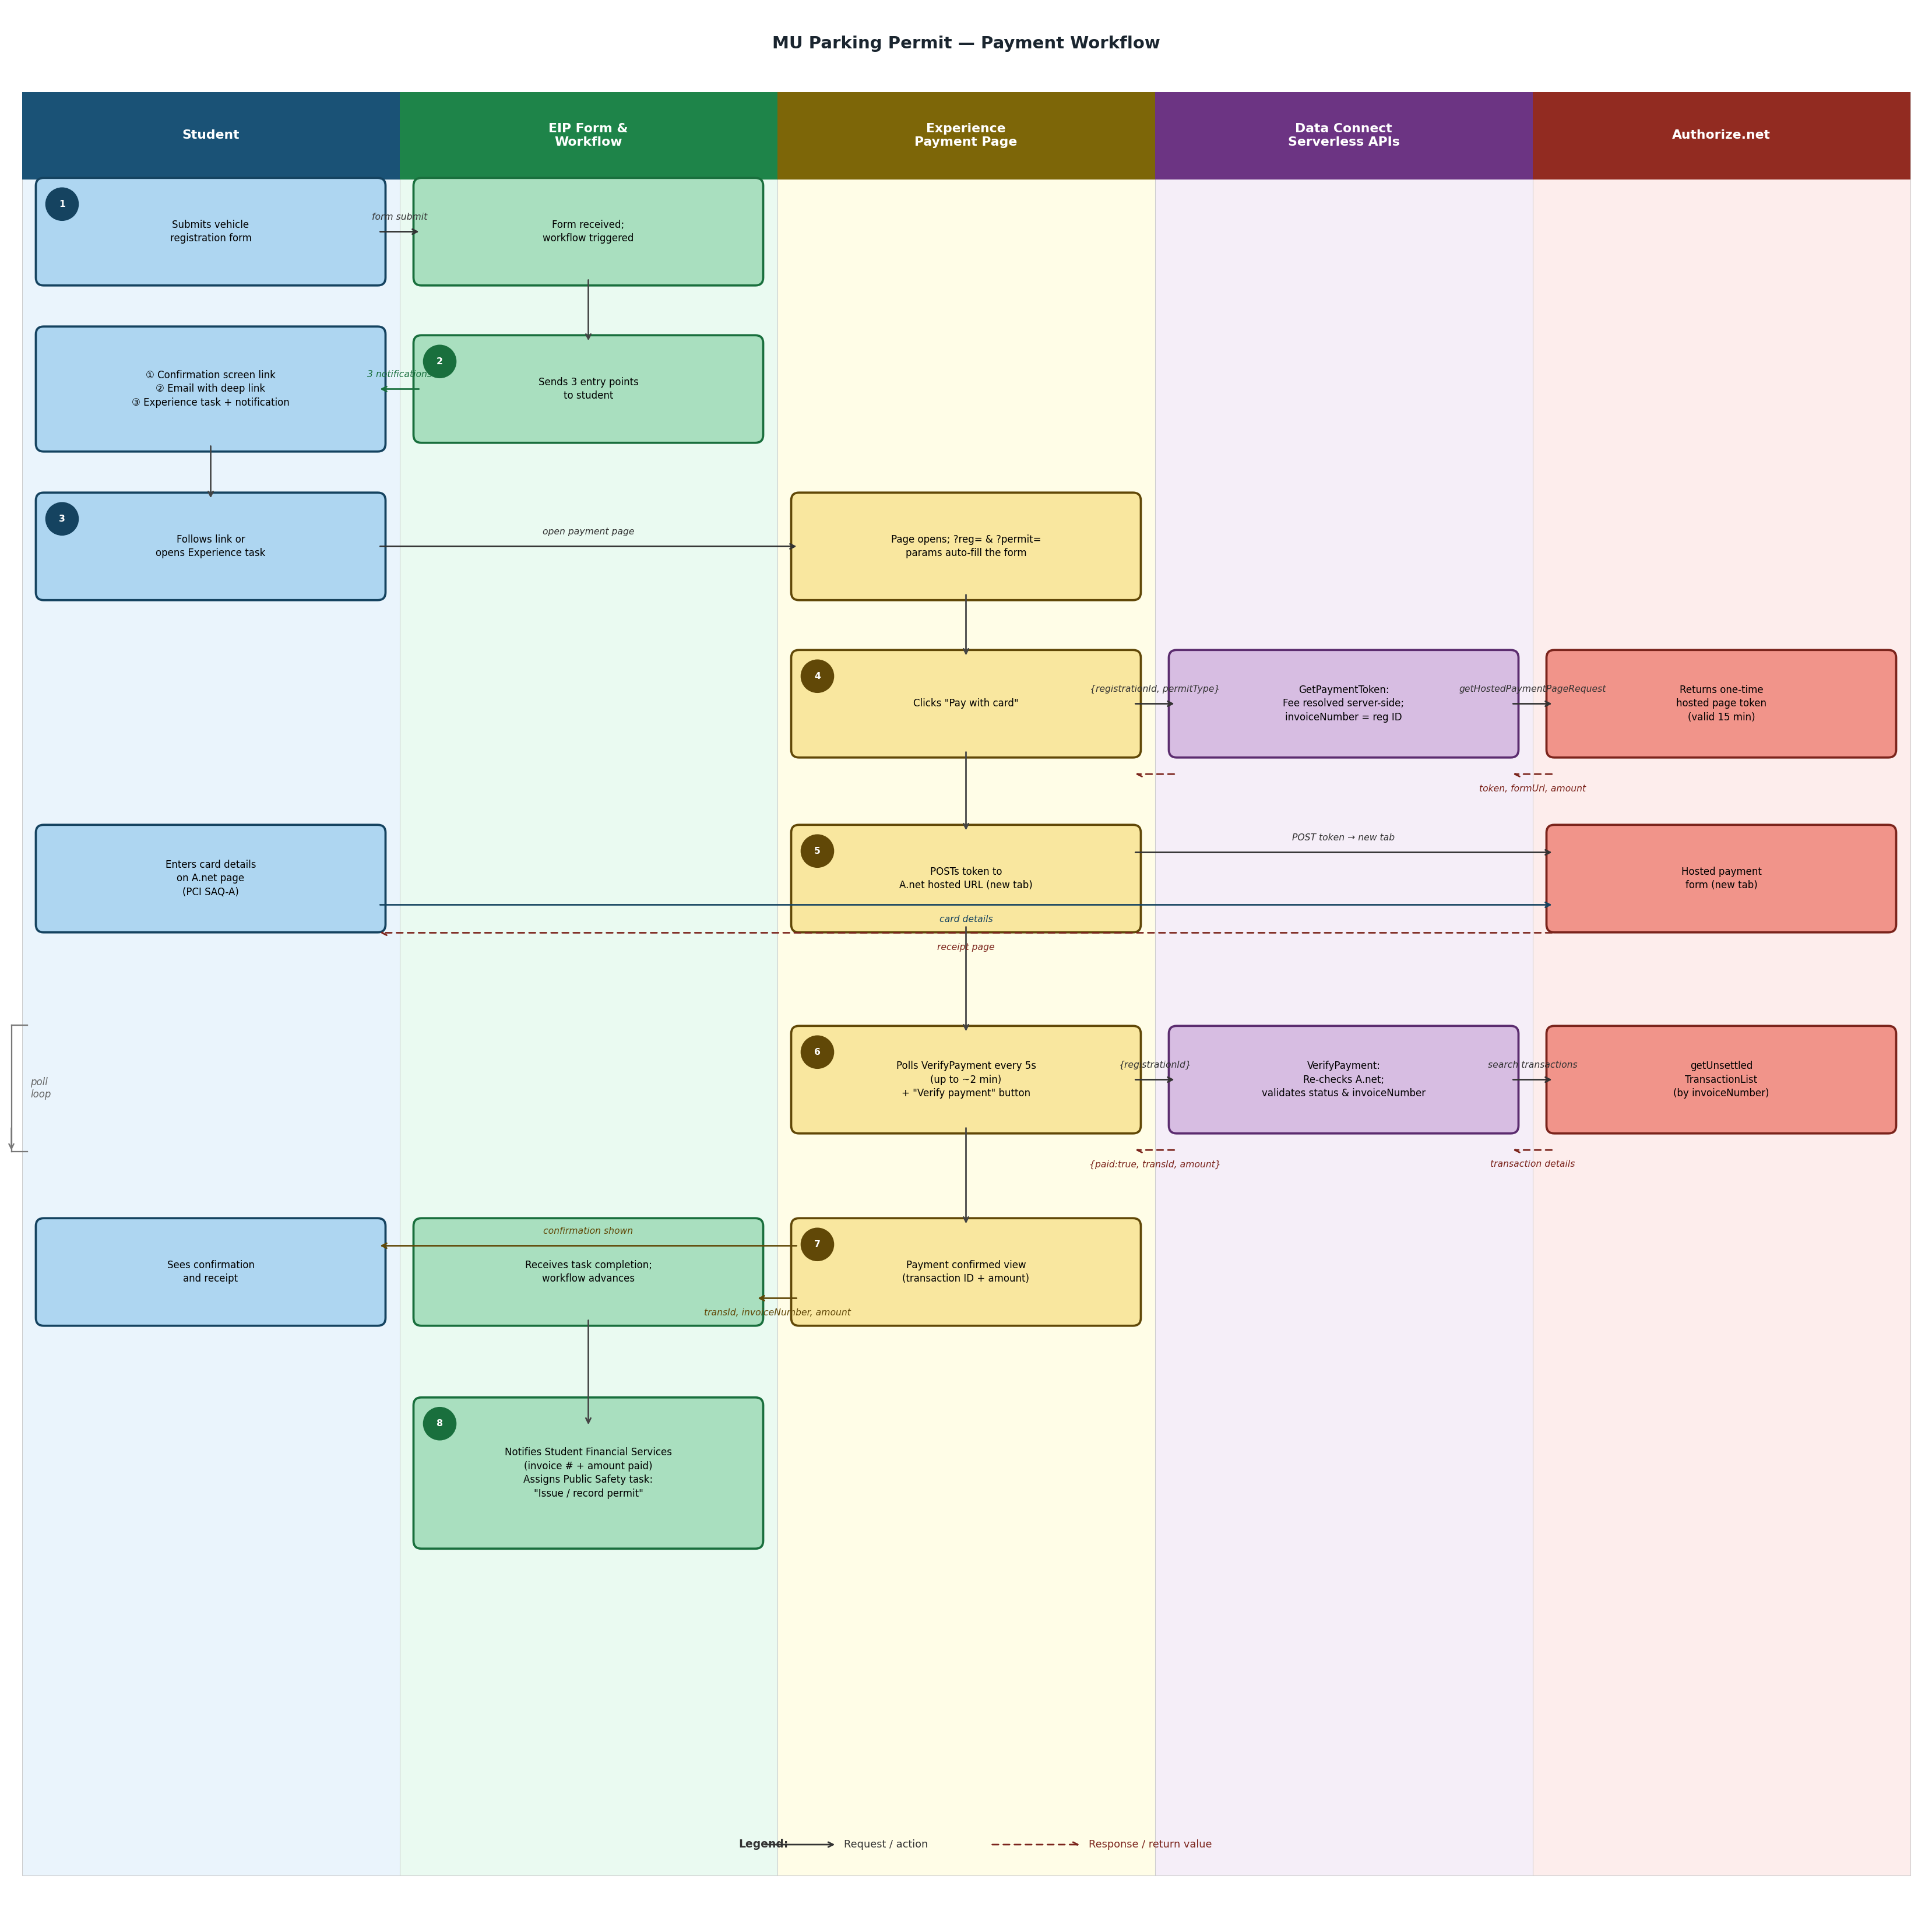 MU Parking Permit — Payment Workflow
Student
EIP Form &
Workflow
Experience
Payment Page
Data Connect
Serverless APIs
Authorize.net
1
Submits vehicle
registration form
form submit
Form received;
workflow triggered
① Confirmation screen link
② Email with deep link
③ Experience task + notification
3 notifications
2
Sends 3 entry points
to student
3
Follows link or
opens Experience task
open payment page
Page opens; ?reg= & ?permit=
params auto-fill the form
4
Clicks "Pay with card"
{registrationId, permitType}
GetPaymentToken:
Fee resolved server-side;
invoiceNumber = reg ID
getHostedPaymentPageRequest
Returns one-time
hosted page token
(valid 15 min)
token, formUrl, amount
Enters card details
on A.net page
(PCI SAQ-A)
5
POSTs token to
A.net hosted URL (new tab)
POST token → new tab
Hosted payment
form (new tab)
card details
receipt page
poll
loop
6
Polls VerifyPayment every 5s
(up to ~2 min)
+ "Verify payment" button
{registrationId}
VerifyPayment:
Re-checks A.net;
validates status & invoiceNumber
search transactions
getUnsettled
TransactionList
(by invoiceNumber)
{paid:true, transId, amount}
transaction details
Sees confirmation
and receipt
confirmation shown
Receives task completion;
workflow advances
7
Payment confirmed view
(transaction ID + amount)
transId, invoiceNumber, amount
8
Notifies Student Financial Services
(invoice # + amount paid)
Assigns Public Safety task:
"Issue / record permit"
Legend:
Request / action
Response / return value